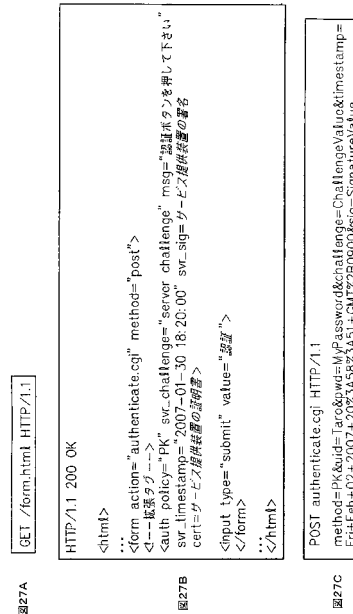 図27A
GET /form.html HTTP/1.1
図27B
HTTP/1.1 200 OK
<html>
...
<form action="authenticate.cgi" method="post">
<!--- 拡張タグ --->
<auth policy="PK" svr_challenge="server challenge" msg="認証ボタンを押して下さい"
svr_timestamp="2007-01-30 18:20:00" svr_sig=サービス提供装置の署名
cert=サービス提供装置の証明書>
<input type="submit" value="認証">
</form>
...
</html>
図27C
POST authenticate.cgi HTTP/1.1
method=PK&uid=Taro&pwd=MyPassword&challenge=ChallengeValue&timestamp=